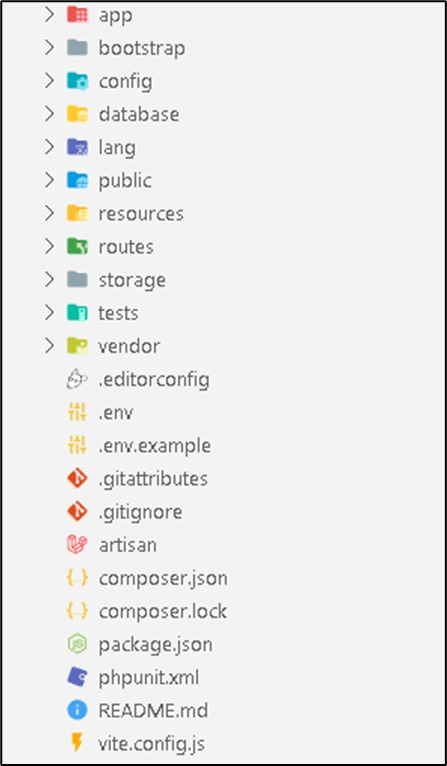 app
bootstrap
config
database
lang
public
resources
routes
storage
tests
vendor
.editorconfig
.env
.env.example
.gitattributes
.gitignore
artisan
composer.json
composer.lock
package.json
phpunit.xml
README.md
vite.config.js